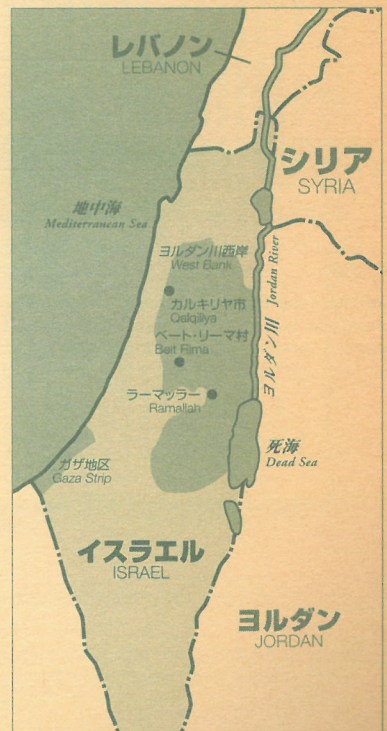 レバノン
LEBANON
シリア
SYRIA
地中海
Mediterranean Sea
ヨルダン川西岸
West Bank
ヨルダン川 Jordan River
カルキリヤ市
Qalqiliya
ベート・リーマ村
Beit Rima
ラーマッラー
Ramallah
死海
Dead Sea
ガザ地区
Gaza Strip
イスラエル
ISRAEL
ヨルダン
JORDAN